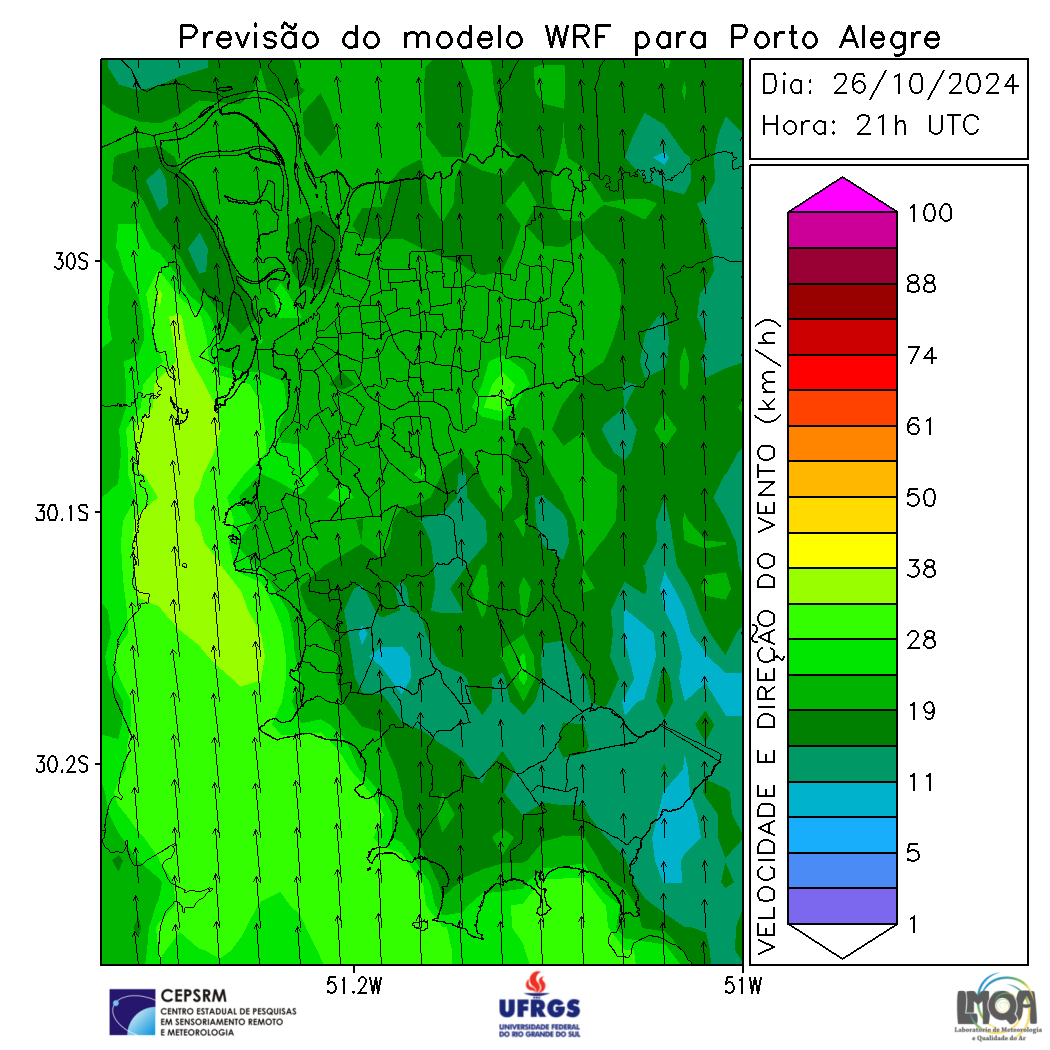 Previsão do modelo WRF para Porto Alegre
Dia: 26/10/2024
Hora: 21h UTC
30S
30.1S
30.2S
51.2W
51W
VELOCIDADE E DIREÇÃO DO VENTO (km/h)
100
88
74
61
50
38
28
19
11
5
1
CEPSRM
CENTRO ESTADUAL DE PESQUISAS
EM SENSORIAMENTO REMOTO
E METEOROLOGIA
UFRGS
UNIVERSIDADE FEDERAL
DO RIO GRANDE DO SUL
LMQA
Laboratório de Meteorologia
e Qualidade do Ar